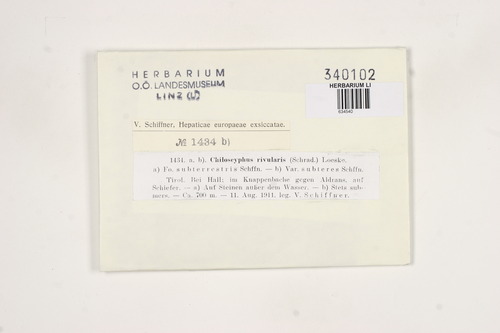 HERBARIUM
O.Ö. LANDESMUSEUM
LINZ (LI)
340102
HERBARIUM LI
V. Schiffner, Hepaticae europaeae exsiccatae.
№ 1434 b)
1434. a, b). Chiloscyphus rivularis (Schrad.) Loeske.
a) Fo. subterrestris Schffn. — b) Var. subteres Schffn.
Tirol. Bei Hall; im Knappenbache gegen Aldrans, auf
Schiefer. — a) Auf Steinen außer dem Wasser. — b) Stets sub-
mers. — Ca. 700 m. — 11. Aug. 1911. leg. V. Schiffner.